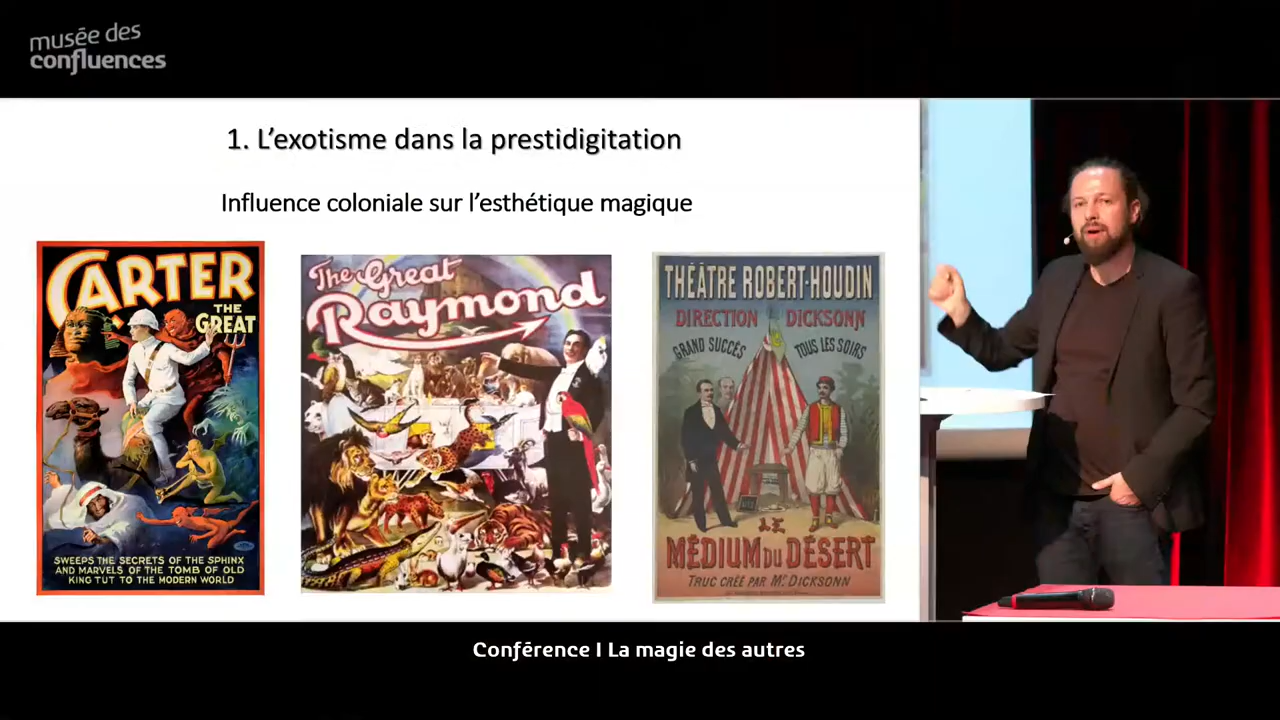 musée des
confluences
1. L'exotisme dans la prestidigitation
Influence coloniale sur l'esthétique magique
CARTER
THE
GREAT
SWEEPS THE SECRETS OF THE SPHINX
AND MARVELS OF THE TOMB OF OLD
KING TUT TO THE MODERN WORLD
The Great
Raymond
THÉÂTRE ROBERT-HOUDIN
DIRECTION DICKSONN
GRAND SUCCÈS TOUS LES SOIRS
LE
MÉDIUM DU DÉSERT
TRUC CRÉÉ PAR Mr DICKSONN
Conférence I La magie des autres